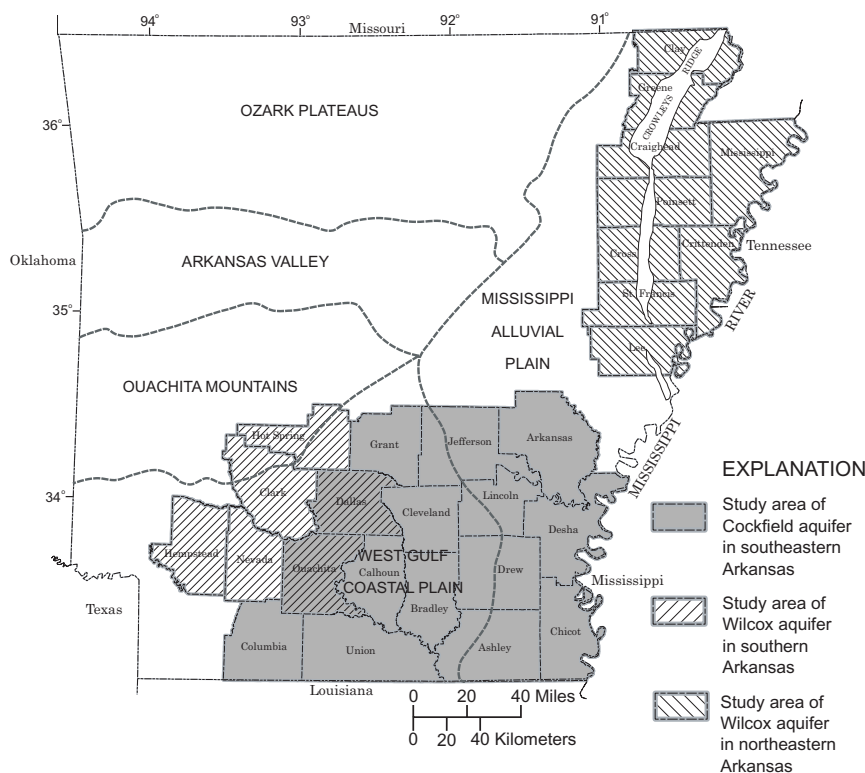 94°
93°
92°
91°
Missouri
Clay
RIDGE
Greene
CROWLEYS
OZARK PLATEAUS
36°
Craighead
Mississippi
Poinsett
Oklahoma
ARKANSAS VALLEY
Cross
Crittenden
Tennessee
35°
MISSISSIPPI
ALLUVIAL
PLAIN
St. Francis
RIVER
Lee
OUACHITA MOUNTAINS
Hot Spring
Grant
Jefferson
Arkansas
MISSISSIPPI
34°
Clark
Dallas
Cleveland
Lincoln
Desha
Hempstead
Nevada
Ouachita
WEST GULF
Calhoun
COASTAL PLAIN
Drew
Mississippi
Texas
Bradley
Chicot
Columbia
Union
Ashley
Louisiana
0 20 40 Miles
0 20 40 Kilometers
EXPLANATION
Study area of
Cockfield aquifer
in southeastern
Arkansas
Study area of
Wilcox aquifer
in southern
Arkansas
Study area of
Wilcox aquifer
in northeastern
Arkansas